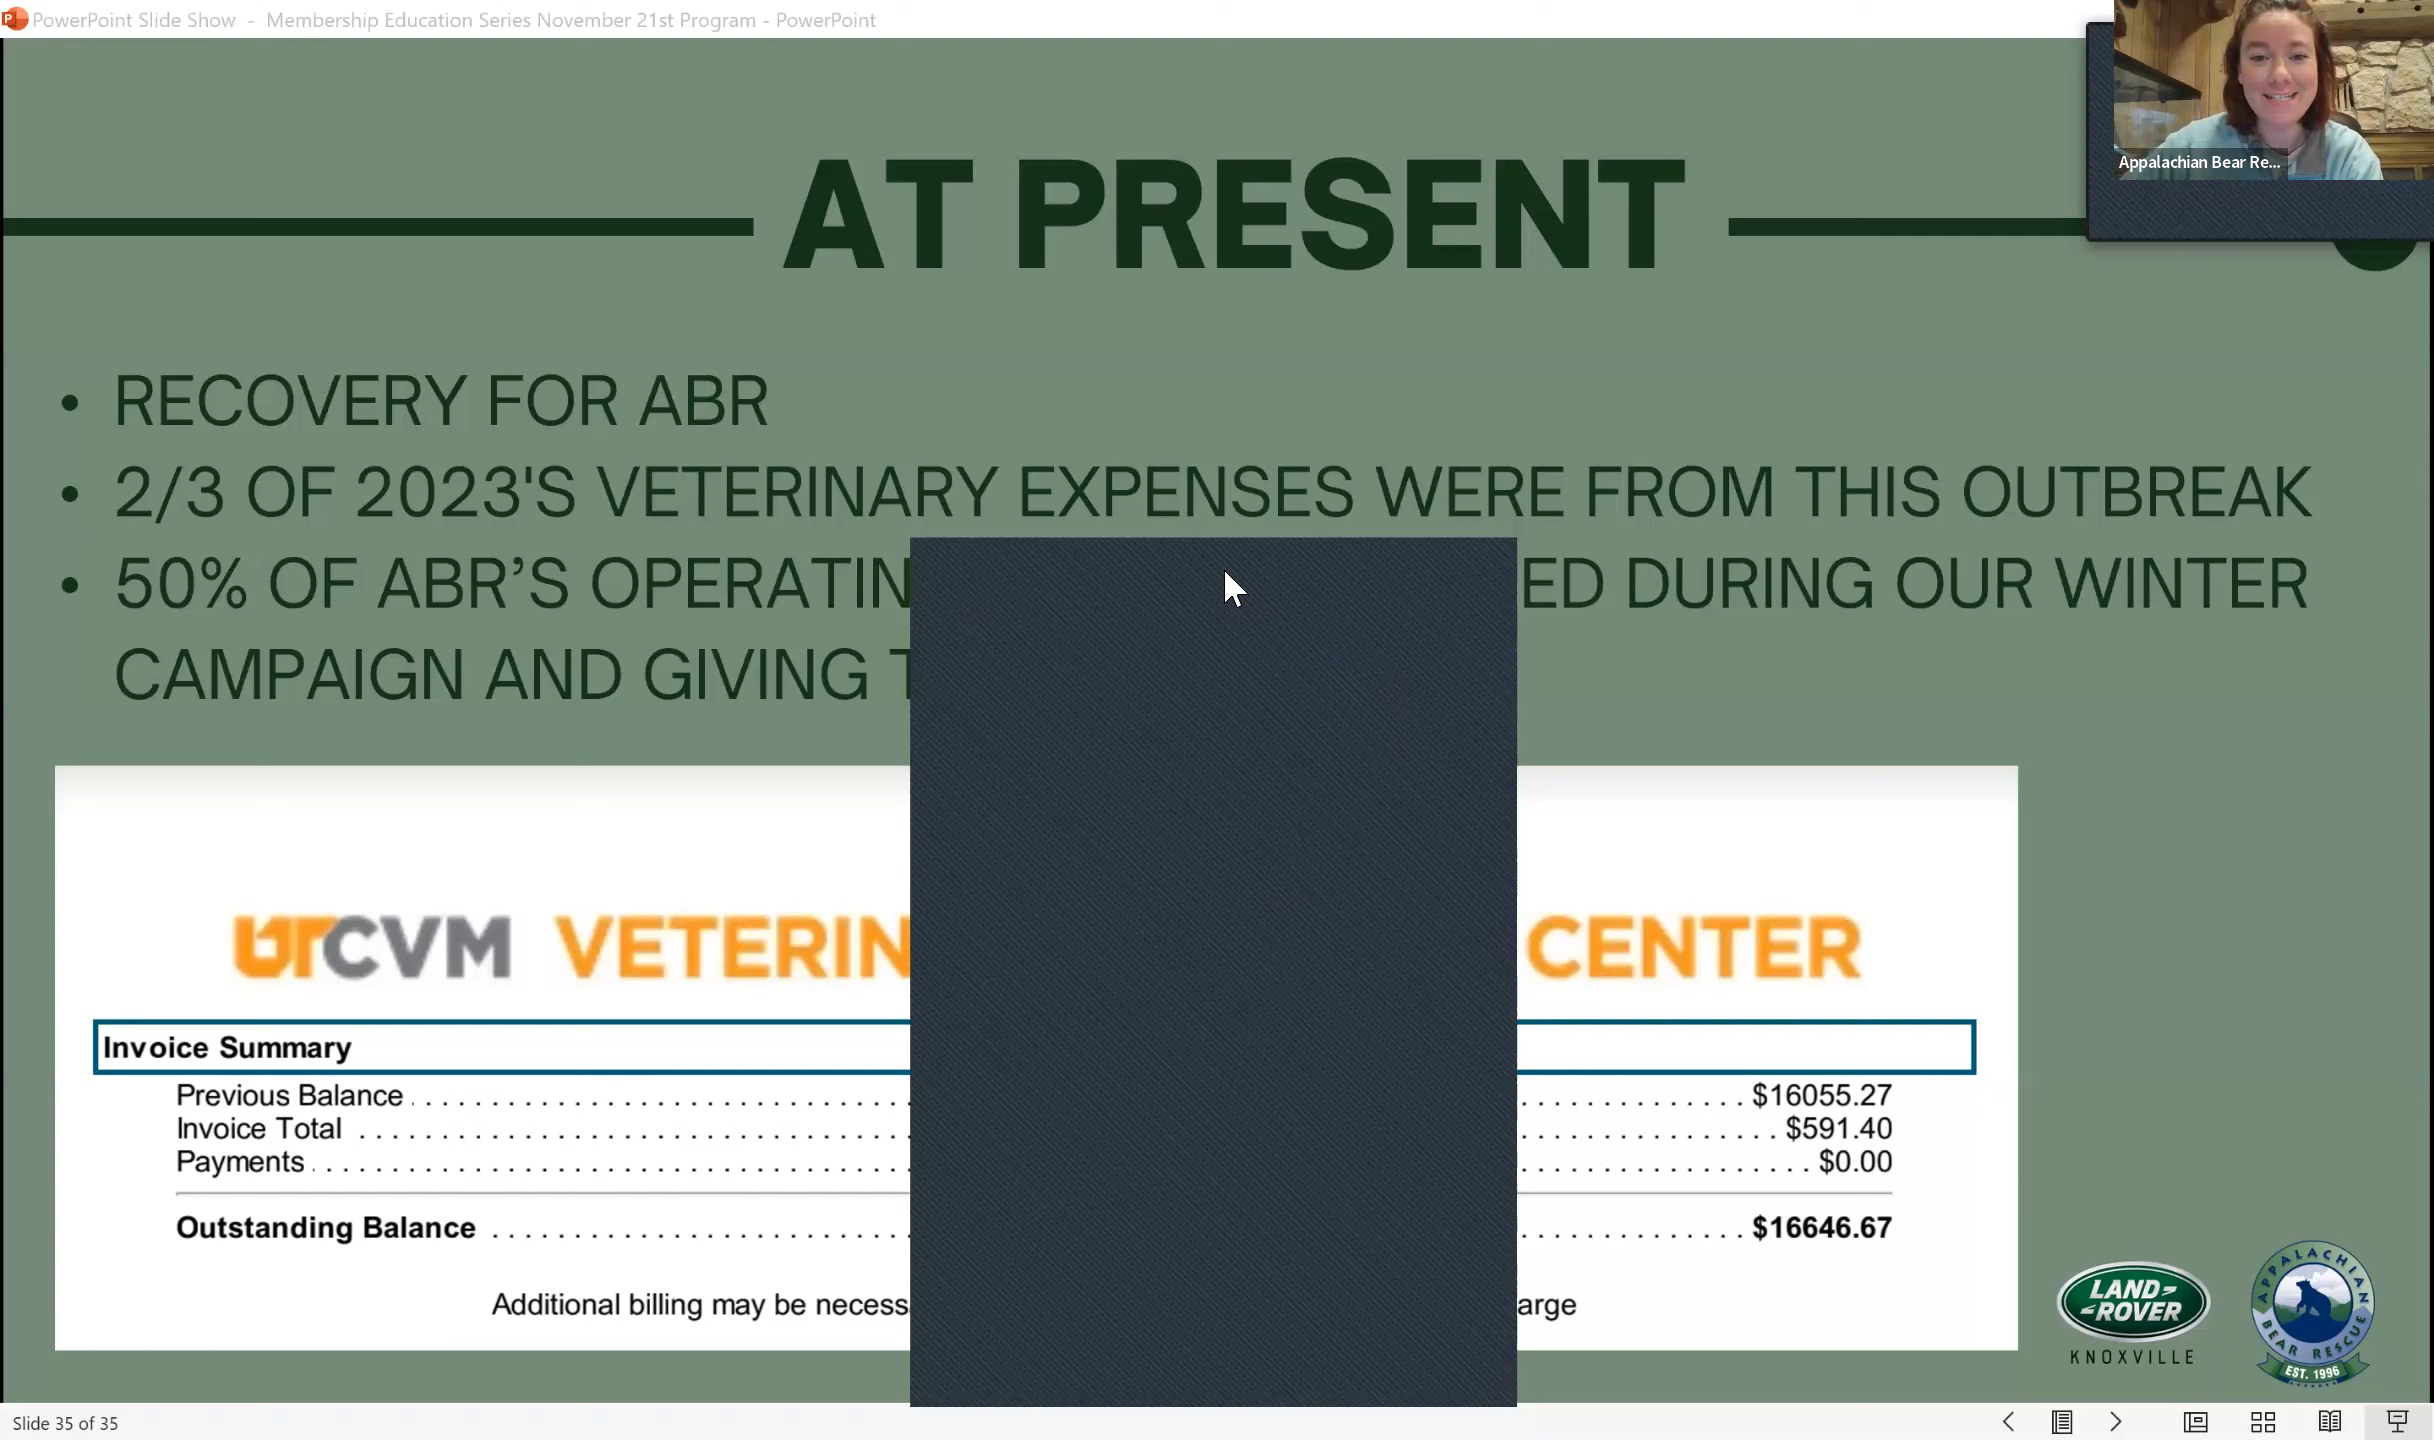 PowerPoint Slide Show - Membership Education Series November 21st Program - PowerPoint
Appalachian Bear Re...
AT PRESENT
• RECOVERY FOR ABR
• 2/3 OF 2023'S VETERINARY EXPENSES WERE FROM THIS OUTBREAK
• 50% OF ABR’S OPERATIN ED DURING OUR WINTER
CAMPAIGN AND GIVING T
UTCVM VETERIN CENTER
Invoice Summary
Previous Balance $16055.27
Invoice Total $591.40
Payments $0.00
Outstanding Balance $16646.67
Additional billing may be necess arge
LAND ROVER
KNOXVILLE
APPALACHIAN
BEAR RESCUE
EST. 1996
Slide 35 of 35